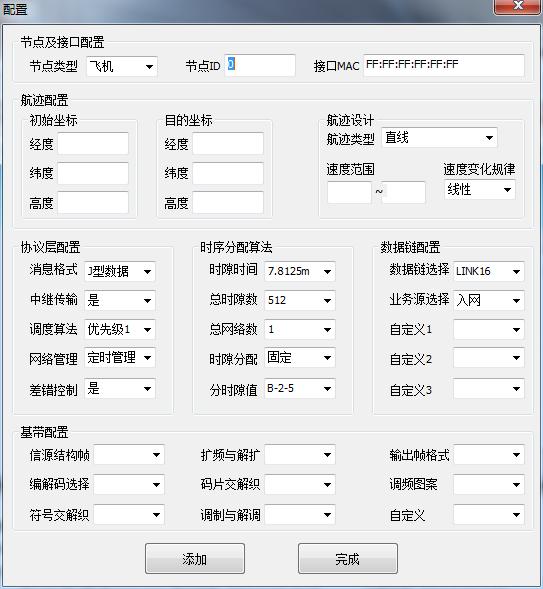 配置
节点及接口配置
节点类型 飞机 节点ID 0 接口MAC FF:FF:FF:FF:FF:FF
航迹配置
初始坐标 目的坐标 航迹设计
经度 经度 航迹类型 直线
纬度 纬度 速度范围 速度变化规律
高度 高度 ~ 线性
协议层配置 时序分配算法 数据链配置
消息格式 J型数据 时隙时间 7.8125m 数据链选择 LINK16
中继传输 是 总时隙数 512 业务源选择 入网
调度算法 优先级1 总网络数 1 自定义1
网络管理 定时管理 时隙分配 固定 自定义2
差错控制 是 分时隙值 B-2-5 自定义3
基带配置
信源结构帧 扩频与解扩 输出帧格式
编解码选择 码片交解织 调频图案
符号交解织 调制与解调 自定义
添加 完成